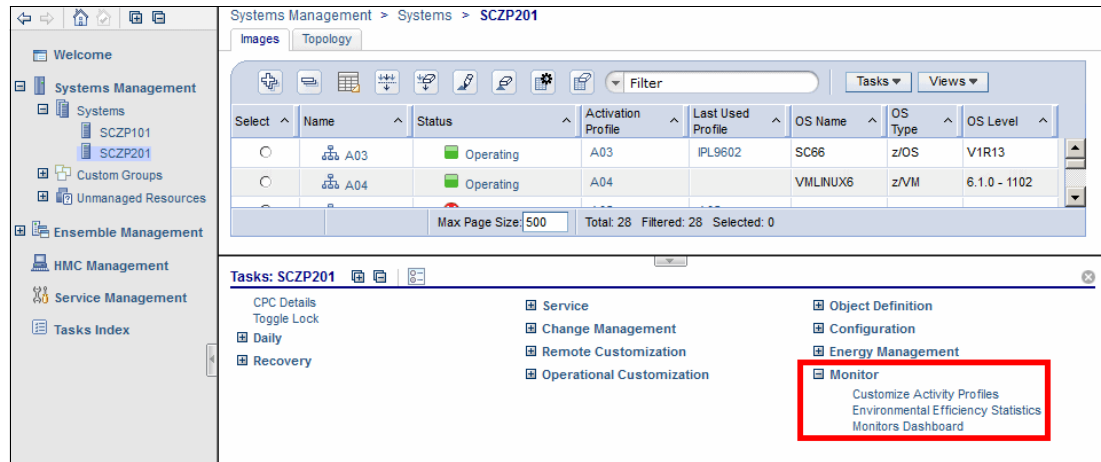 Systems Management > Systems > SCZP201
Images Topology
Welcome
Systems Management
Systems
SCZP101
SCZP201
Custom Groups
Unmanaged Resources
Ensemble Management
HMC Management
Service Management
Tasks Index
Filter Tasks Views
Select Name Status Activation Profile Last Used Profile OS Name OS Type OS Level
A03 Operating A03 IPL9602 SC66 z/OS V1R13
A04 Operating A04 VMLINUX6 z/VM 6.1.0 - 1102
Max Page Size: 500 Total: 28 Filtered: 28 Selected: 0
Tasks: SCZP201
CPC Details
Toggle Lock
Daily
Recovery
Service
Change Management
Remote Customization
Operational Customization
Object Definition
Configuration
Energy Management
Monitor
Customize Activity Profiles
Environmental Efficiency Statistics
Monitors Dashboard